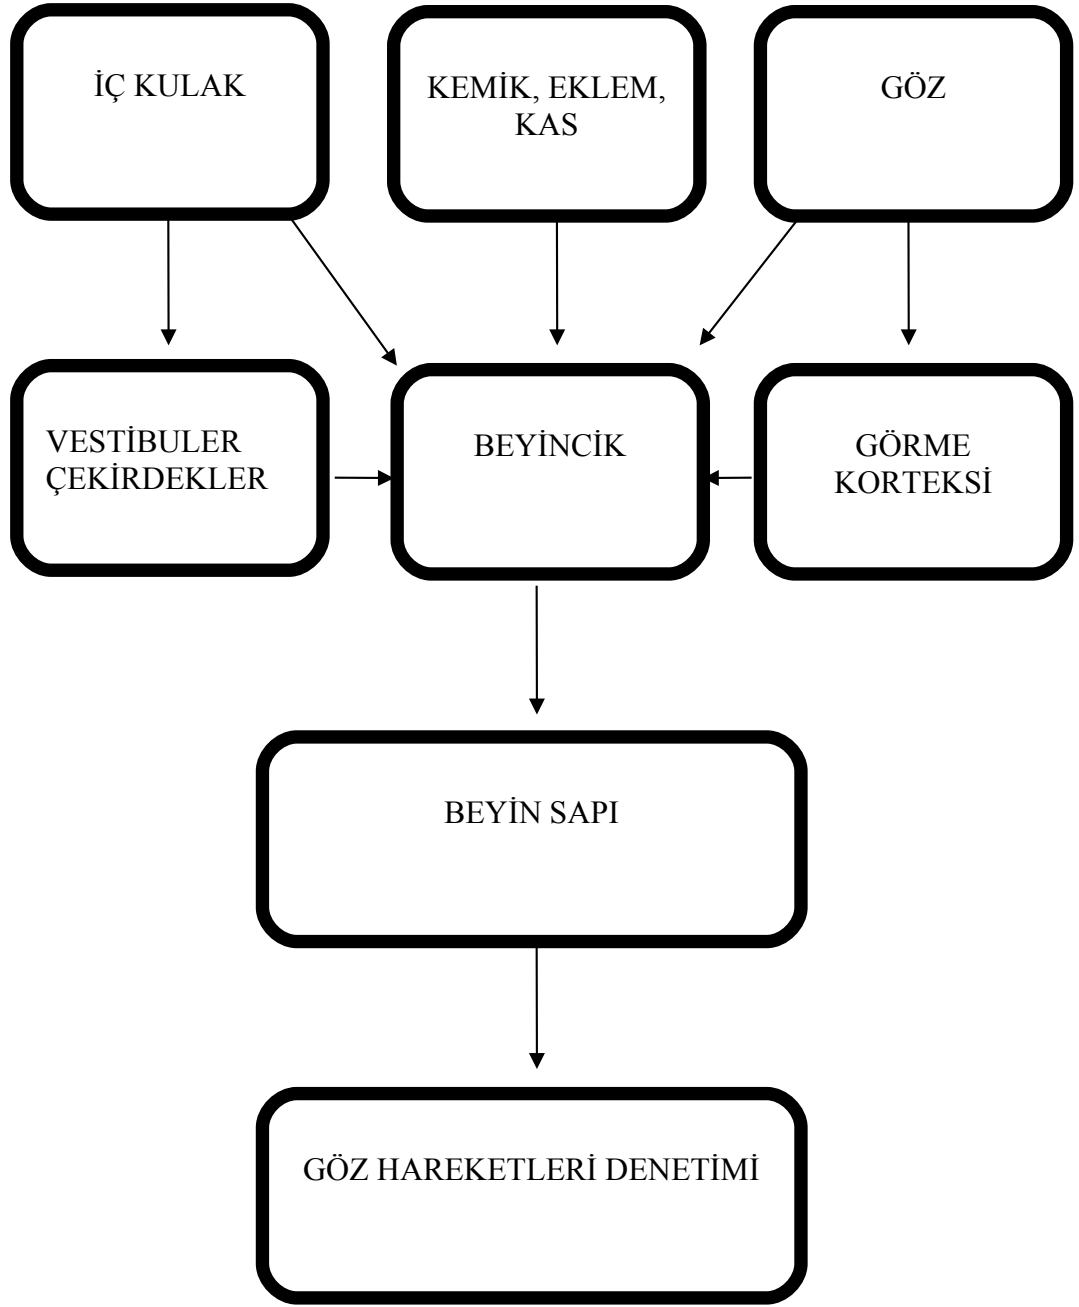 İÇ KULAK
KEMİK, EKLEM,
KAS
GÖZ
VESTİBULER
ÇEKİRDEKLER
BEYİNCİK
GÖRME
KORTEKSİ
BEYİN SAPI
GÖZ HAREKETLERİ DENETİMİ